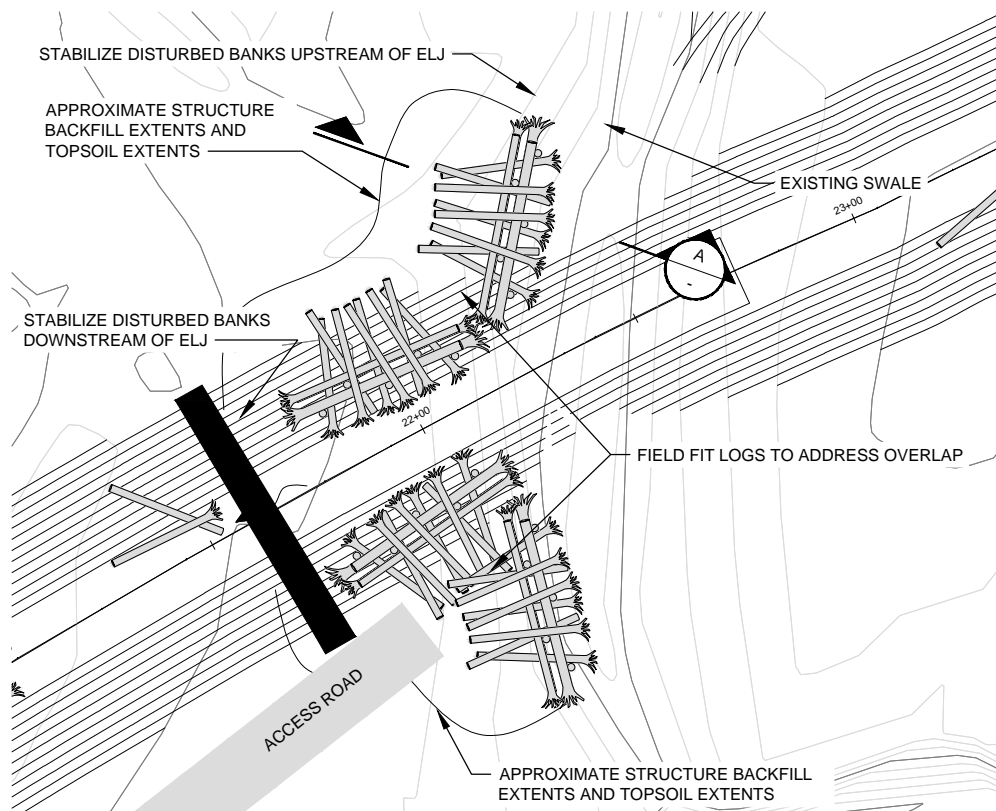 STABILIZE DISTURBED BANKS UPSTREAM OF ELJ
APPROXIMATE STRUCTURE
BACKFILL EXTENTS AND
TOPSOIL EXTENTS
EXISTING SWALE
23+00
A
-
STABILIZE DISTURBED BANKS
DOWNSTREAM OF ELJ
22+00
FIELD FIT LOGS TO ADDRESS OVERLAP
ACCESS ROAD
APPROXIMATE STRUCTURE BACKFILL
EXTENTS AND TOPSOIL EXTENTS